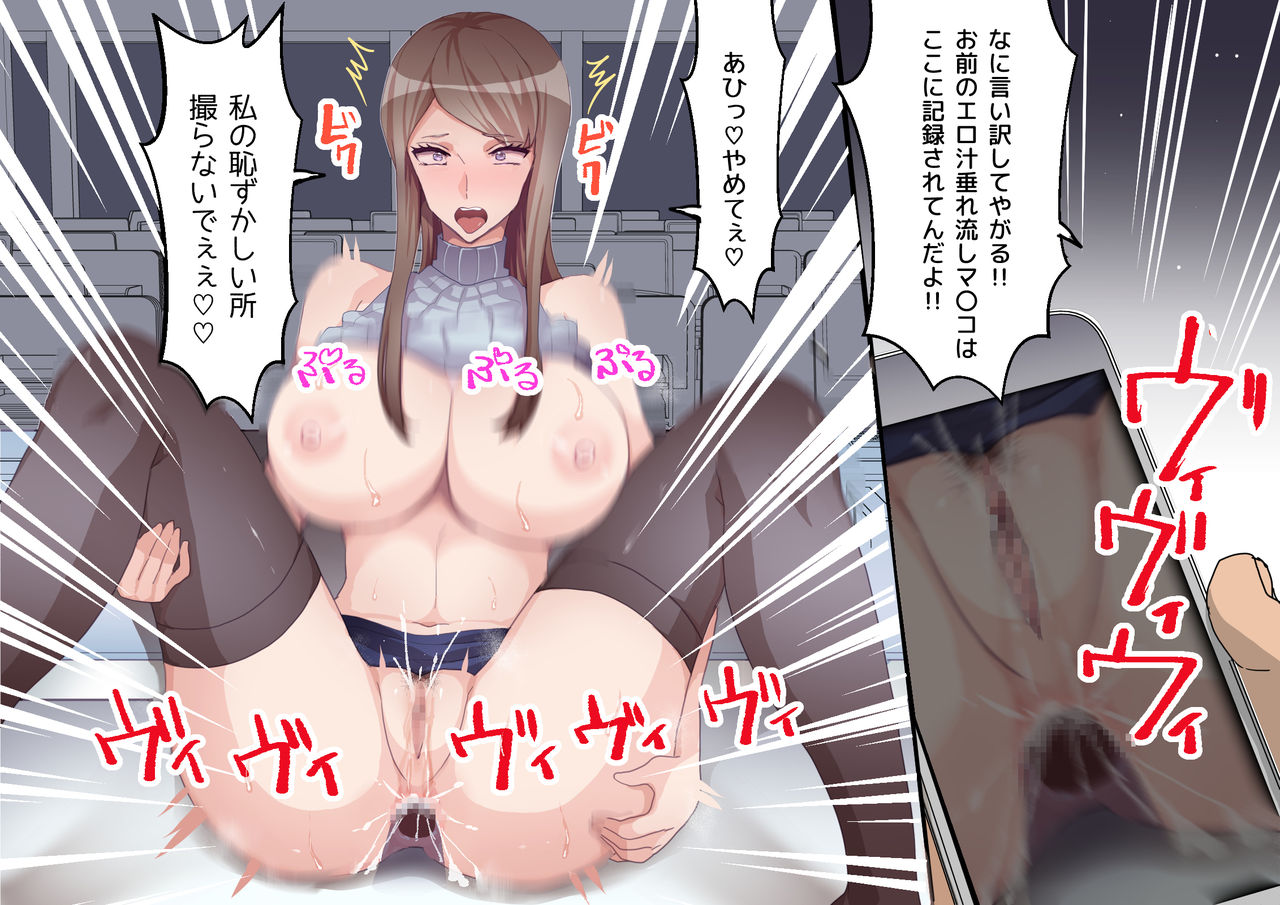 なに言い訳してやがる!!
お前のエロ汁垂れ流しマ〇コは
ここに記録されてんだよ!!
ヴィ
ヴィ
ヴィ
あひっ♡やめてぇ♡
ビク
ビク
私の恥ずかしい所
撮らないでえぇ♡♡
ぷる
ぷる
ぷる
ヴィ
ヴィ
ヴィ
ヴィ
ヴィ